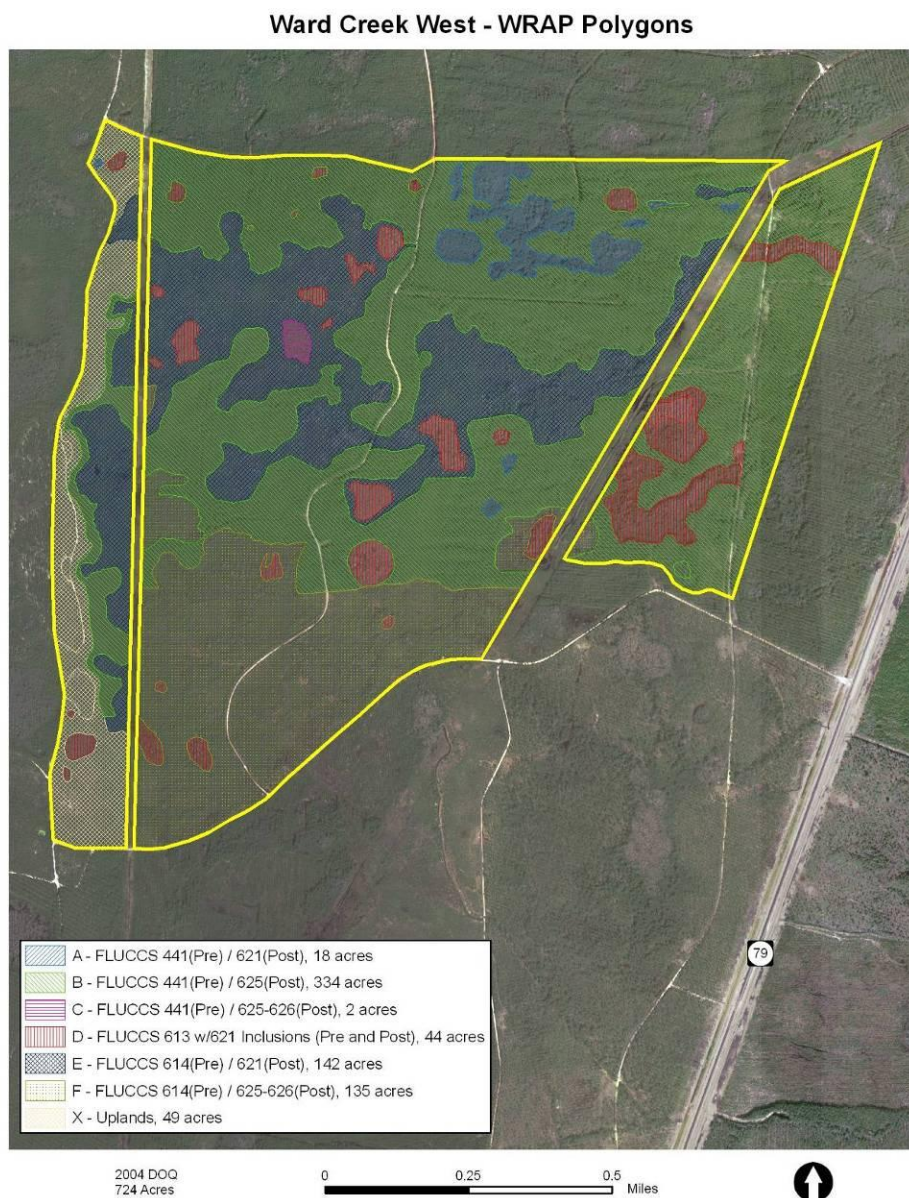 Ward Creek West - WRAP Polygons
79
A - FLUCCS 441(Pre) / 621(Post), 18 acres
B - FLUCCS 441(Pre) / 625(Post), 334 acres
C - FLUCCS 441(Pre) / 625-626(Post), 2 acres
D - FLUCCS 613 w/621 Inclusions (Pre and Post), 44 acres
E - FLUCCS 614(Pre) / 621(Post), 142 acres
F - FLUCCS 614(Pre) / 625-626(Post), 135 acres
X - Uplands, 49 acres
2004 DOQ
724 Acres
0 0.25 0.5
Miles